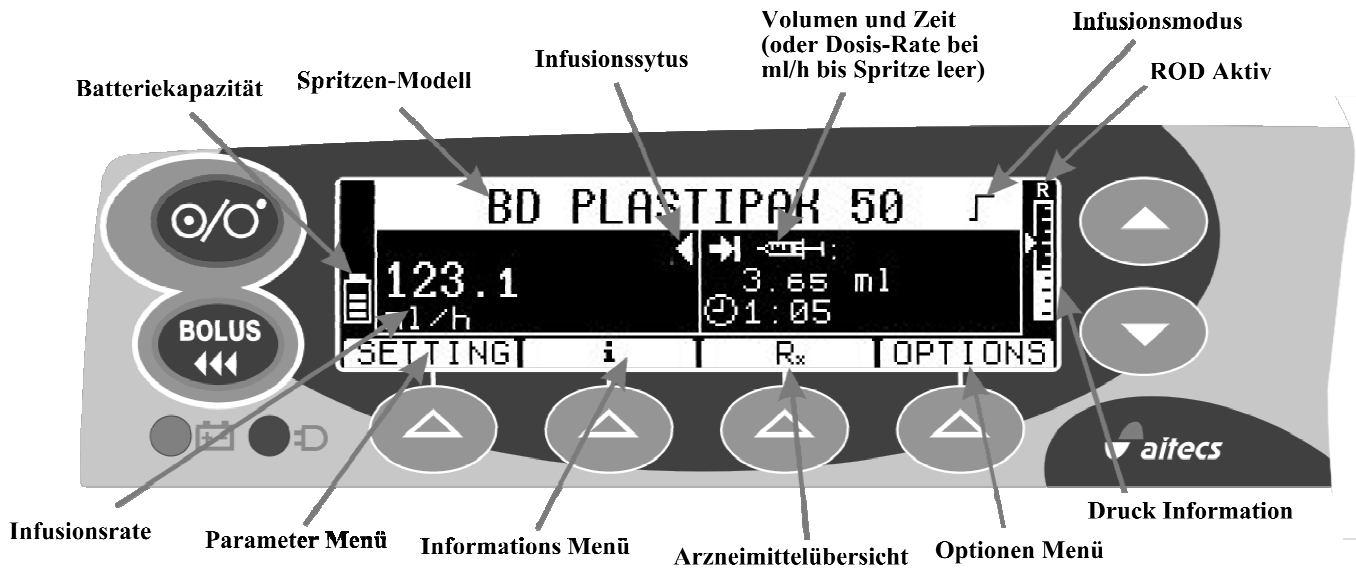 Volumen und Zeit
(oder Dosis-Rate bei
ml/h bis Spritze leer)
Infusionsmodus
Infusionssytus
ROD Aktiv
Spritzen-Modell
Batteriekapazität
R
BD PLASTIPAK 50
:
123.1
ml/h
3.65 ml
1:05
BOLUS
SETTING
i
Rx
OPTIONS
aitecs
Druck Information
Infusionsrate
Parameter Menü
Informations Menü
Arzneimittelübersicht
Optionen Menü